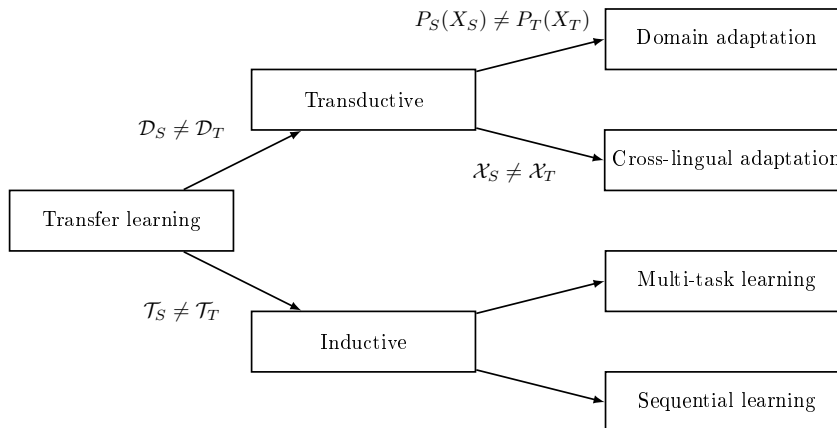 P_S(X_S) ≠ P_T(X_T)
Domain adaptation
Transductive
𝒟_S ≠ 𝒟_T
Cross-lingual adaptation
𝒳_S ≠ 𝒳_T
Transfer learning
Multi-task learning
𝒯_S ≠ 𝒯_T
Inductive
Sequential learning